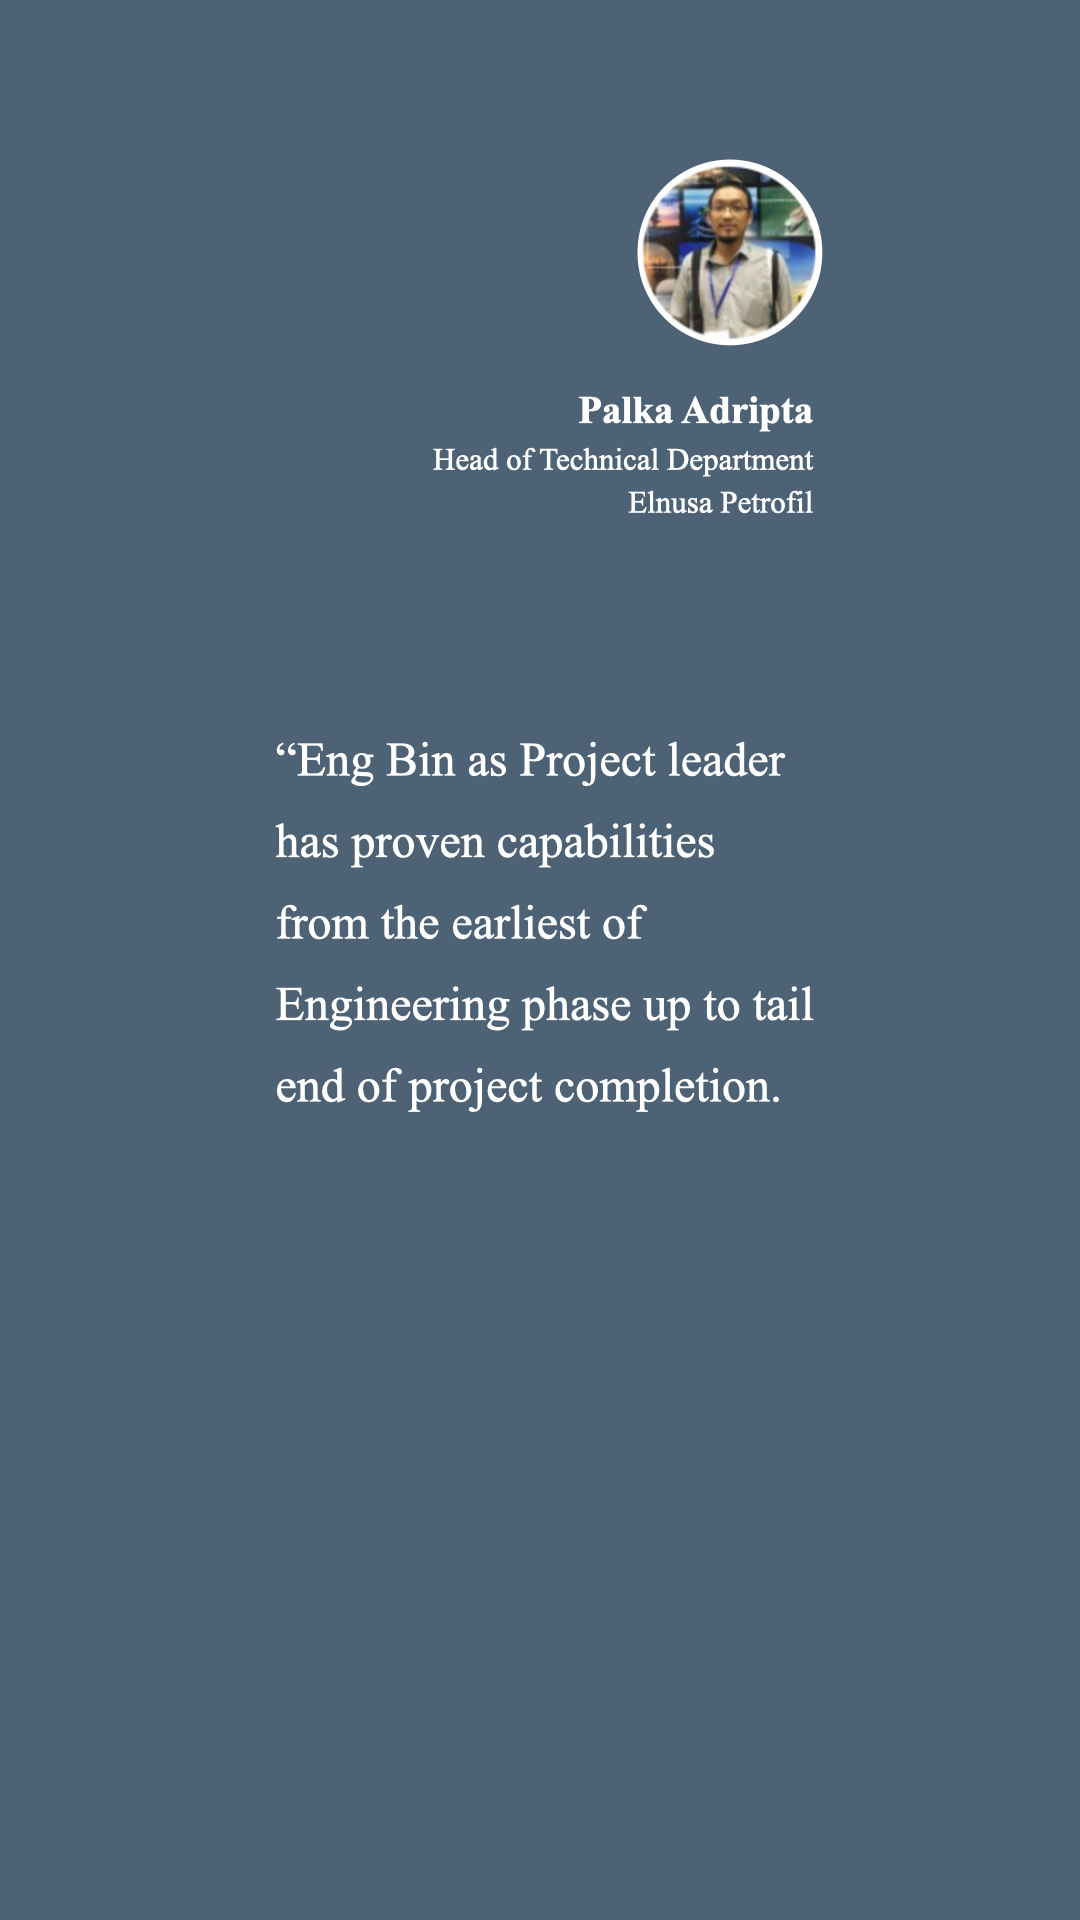 Palka Adripta
Head of Technical Department
Elnusa Petrofil
“Eng Bin as Project leader
has proven capabilities
from the earliest of
Engineering phase up to tail
end of project completion.